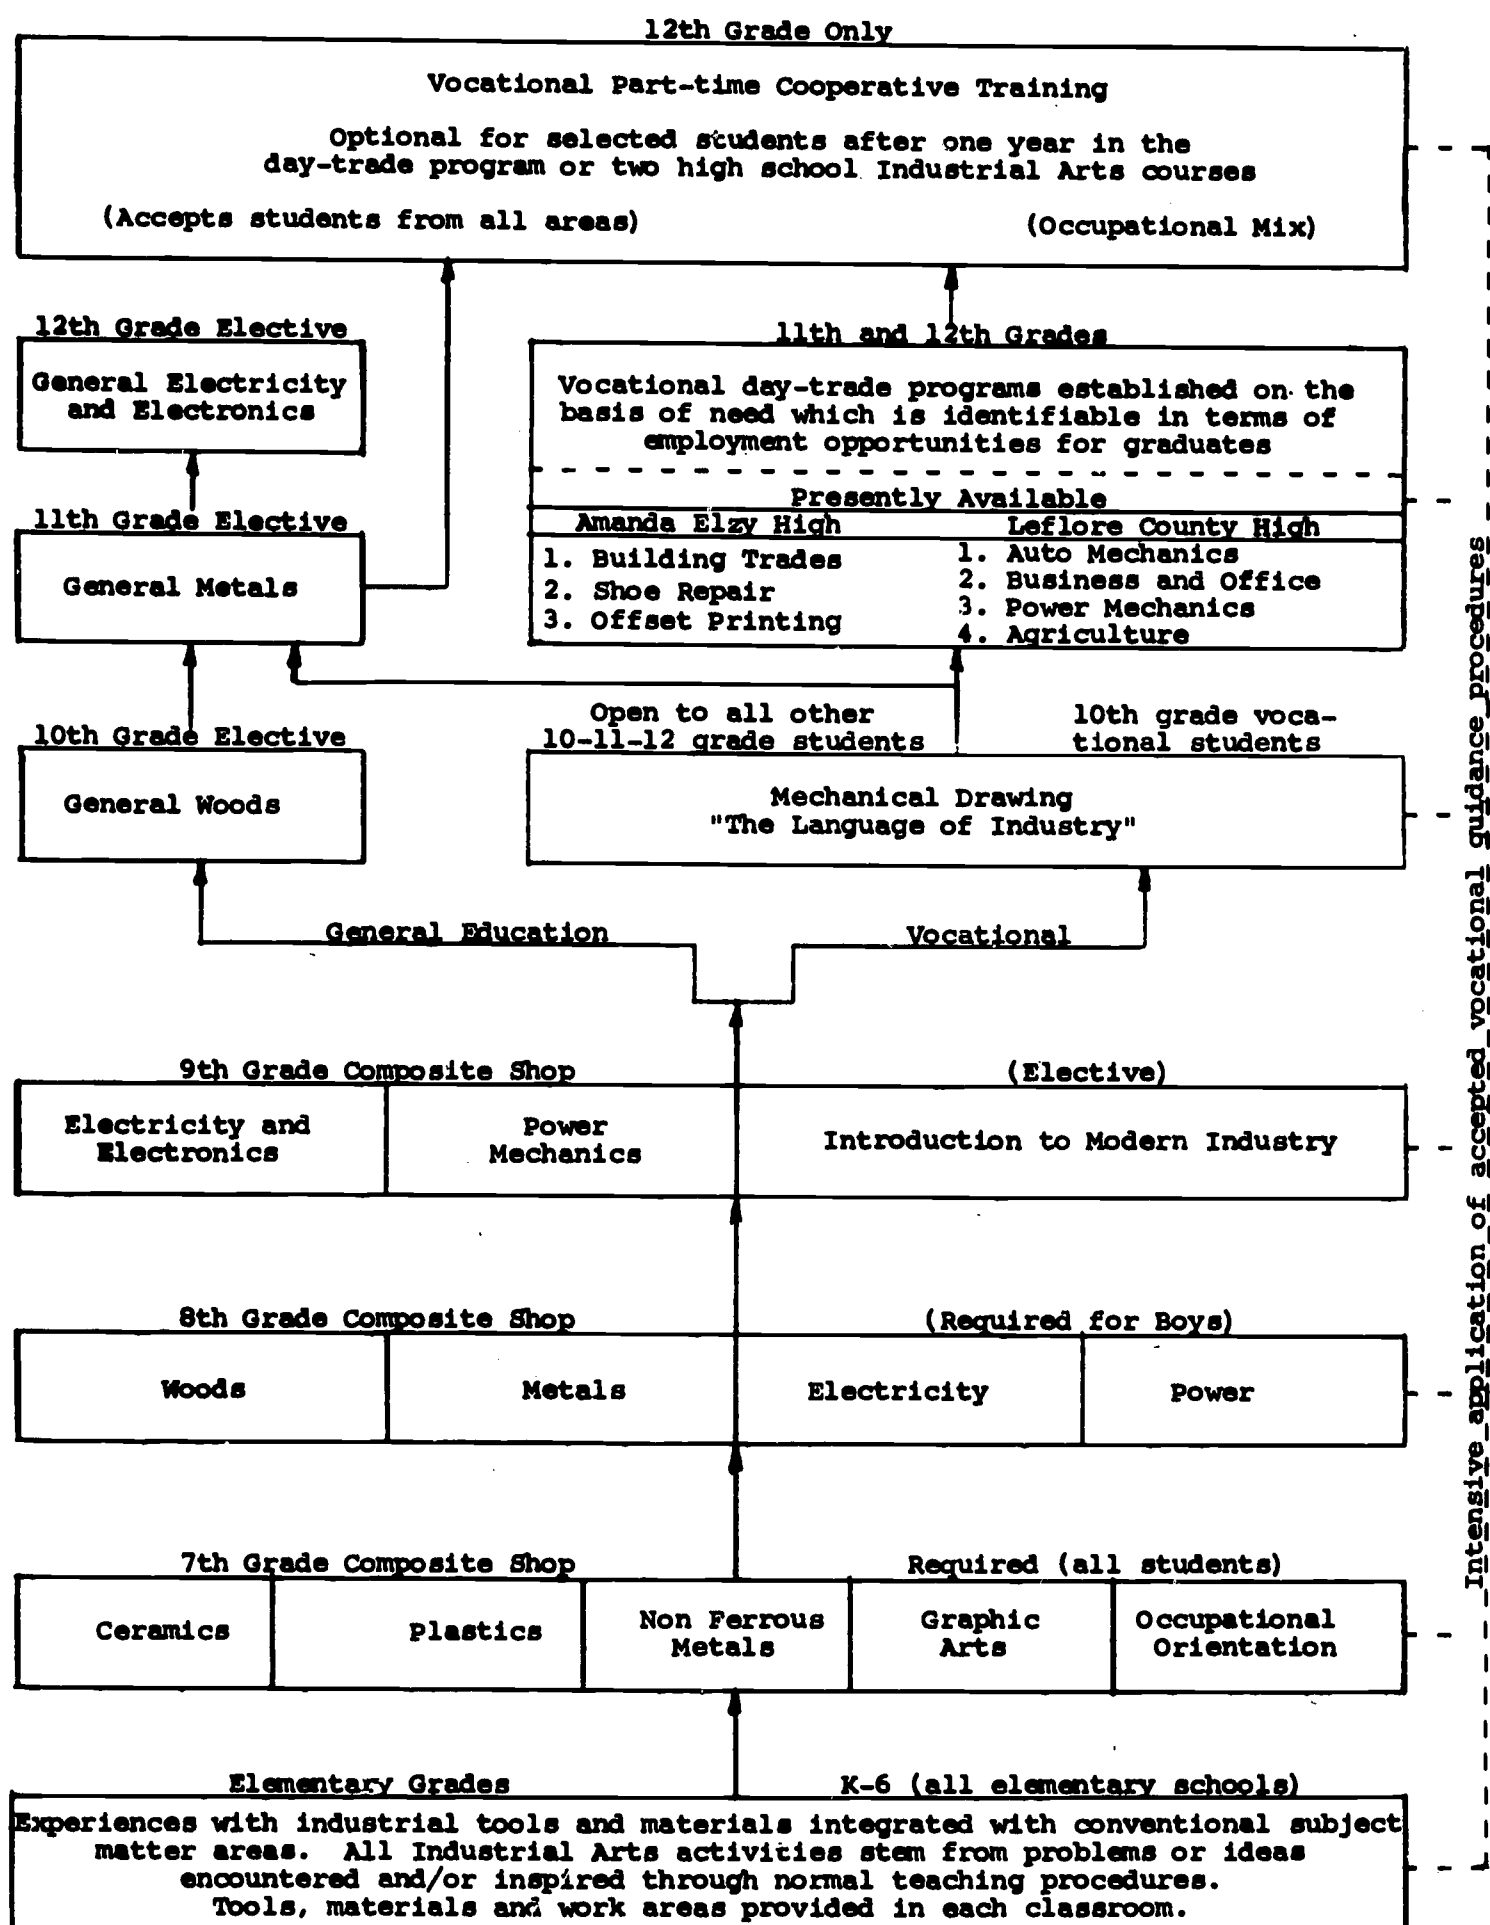 12th Grade Only
Vocational Part-time Cooperative Training
Optional for selected students after one year in the
day-trade program or two high school Industrial Arts courses
(Accepts students from all areas)
(Occupational Mix)
12th Grade Elective
General Electricity
and Electronics
11th and 12th Grades
Vocational day-trade programs established on the
basis of need which is identifiable in terms of
employment opportunities for graduates
Presently Available
Amanda Elzy High
1. Building Trades
2. Shoe Repair
3. Offset Printing
Leflore County High
1. Auto Mechanics
2. Business and Office
3. Power Mechanics
4. Agriculture
11th Grade Elective
General Metals
10th Grade Elective
General Woods
Open to all other
10-11-12 grade students
10th grade voca-
tional students
Mechanical Drawing
"The Language of Industry"
General Education
Vocational
9th Grade Composite Shop
(Elective)
Electricity and
Electronics
Power
Mechanics
Introduction to Modern Industry
8th Grade Composite Shop
(Required for Boys)
Woods
Metals
Electricity
Power
7th Grade Composite Shop
Required (all students)
Ceramics
Plastics
Non Ferrous
Metals
Graphic
Arts
Occupational
Orientation
Elementary Grades
K-6 (all elementary schools)
Experiences with industrial tools and materials integrated with conventional subject
matter areas. All Industrial Arts activities stem from problems or ideas
encountered and/or inspired through normal teaching procedures.
Tools, materials and work areas provided in each classroom.
Intensive application of accepted vocational guidance procedures